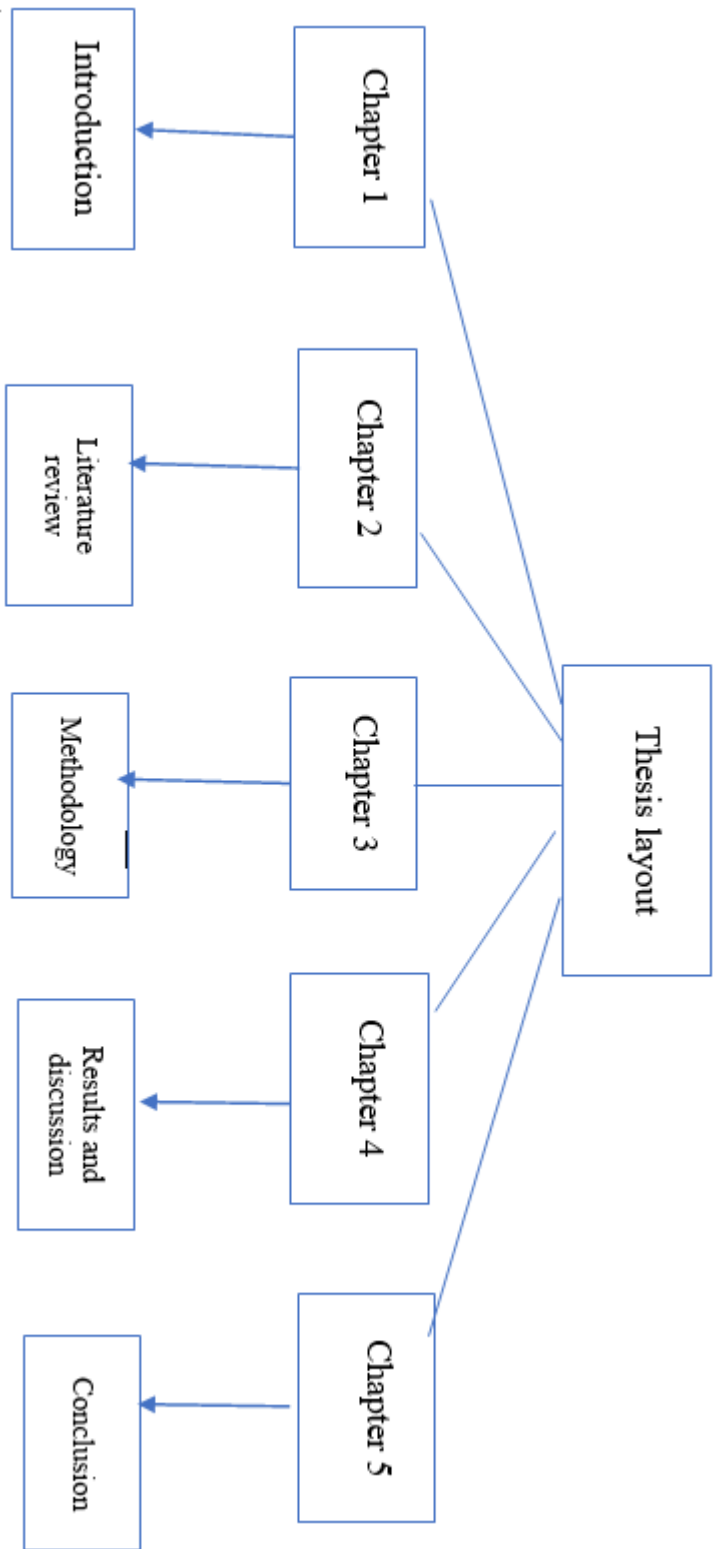 Thesis layout
Chapter 1
Chapter 2
Chapter 3
Chapter 4
Chapter 5
Introduction
Literature
review
Methodology
Results and
discussion
Conclusion